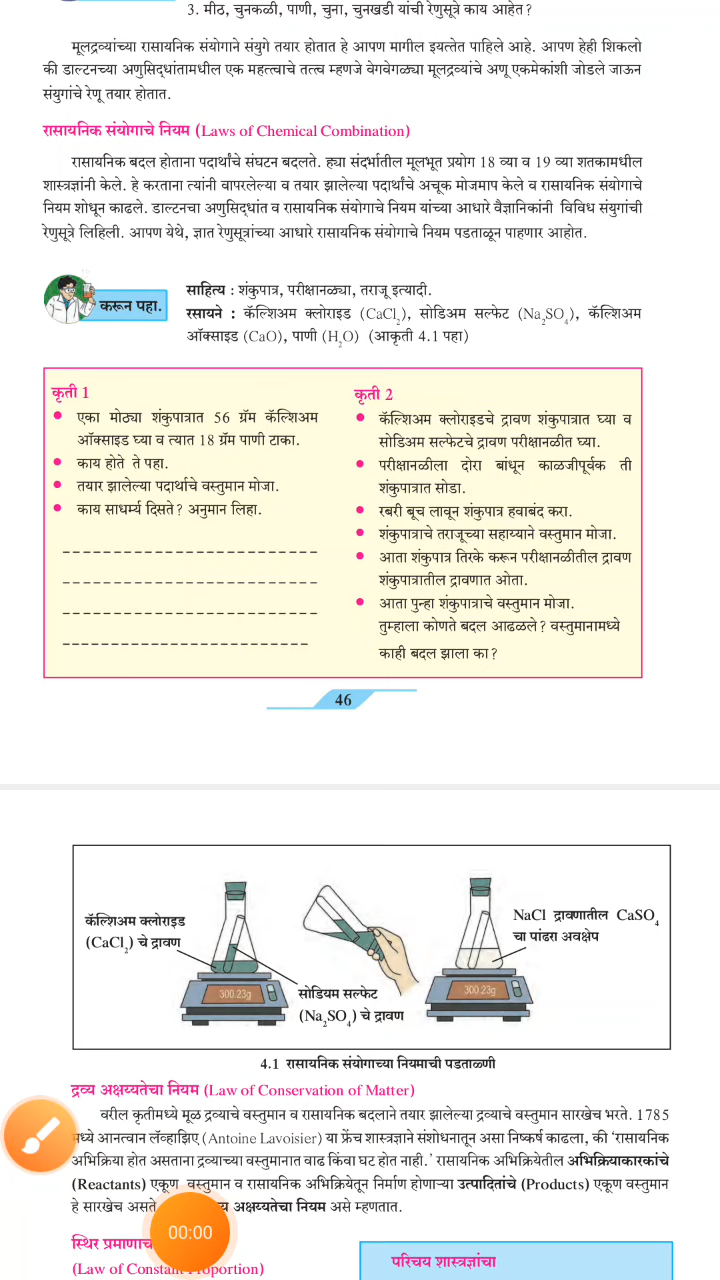 3. मीठ, चुनकळी, पाणी, चुना, चुनखडी यांची रेणुसूत्रे काय आहेत?
मूलद्रव्यांच्या रासायनिक संयोगाने संयुगे तयार होतात हे आपण मागील इयत्तेत पाहिले आहे. आपण हेही शिकलो
की डाल्टनच्या अणुसिद्धांतामधील एक महत्त्वाचे तत्त्व म्हणजे वेगवेगळ्या मूलद्रव्यांचे अणू एकमेकांशी जोडले जाऊन
संयुगांचे रेणू तयार होतात.
रासायनिक संयोगाचे नियम (Laws of Chemical Combination)
रासायनिक बदल होताना पदार्थांचे संघटन बदलते. ह्या संदर्भातील मूलभूत प्रयोग 18 व्या व 19 व्या शतकामधील
शास्त्रज्ञांनी केले. हे करताना त्यांनी वापरलेल्या व तयार झालेल्या पदार्थांचे अचूक मोजमाप केले व रासायनिक संयोगाचे
नियम शोधून काढले. डाल्टनचा अणुसिद्धांत व रासायनिक संयोगाचे नियम यांच्या आधारे वैज्ञानिकांनी विविध संयुगांची
रेणुसूत्रे लिहिली. आपण येथे, ज्ञात रेणुसूत्रांच्या आधारे रासायनिक संयोगाचे नियम पडताळून पाहणार आहोत.
करून पहा.
साहित्य : शंकुपात्र, परीक्षानळ्या, तराजू इत्यादी.
रसायने : कॅल्शिअम क्लोराइड (CaCl₂), सोडिअम सल्फेट (Na₂SO₄), कॅल्शिअम
ऑक्साइड (CaO), पाणी (H₂O) (आकृती 4.1 पहा)
कृती 1
• एका मोठ्या शंकुपात्रात 56 ग्रॅम कॅल्शिअम
ऑक्साइड घ्या व त्यात 18 ग्रॅम पाणी टाका.
• काय होते ते पहा.
• तयार झालेल्या पदार्थाचे वस्तुमान मोजा.
• काय साधर्म्य दिसते? अनुमान लिहा.
कृती 2
• कॅल्शिअम क्लोराइडचे द्रावण शंकुपात्रात घ्या व
सोडिअम सल्फेटचे द्रावण परीक्षानळीत घ्या.
• परीक्षानळीला दोरा बांधून काळजीपूर्वक ती
शंकुपात्रात सोडा.
• रबरी बूच लावून शंकुपात्र हवाबंद करा.
• शंकुपात्राचे तराजूच्या सहाय्याने वस्तुमान मोजा.
• आता शंकुपात्र तिरके करून परीक्षानळीतील द्रावण
शंकुपात्रातील द्रावणात ओता.
• आता पुन्हा शंकुपात्राचे वस्तुमान मोजा.
तुम्हाला कोणते बदल आढळले? वस्तुमानामध्ये
काही बदल झाला का?
46
कॅल्शिअम क्लोराइड
(CaCl₂) चे द्रावण
300.23g
सोडियम सल्फेट
(Na₂SO₄) चे द्रावण
300.23g
NaCl द्रावणातील CaSO₄
चा पांढरा अवक्षेप
4.1 रासायनिक संयोगाच्या नियमाची पडताळणी
द्रव्य अक्षय्यतेचा नियम (Law of Conservation of Matter)
वरील कृतीमध्ये मूळ द्रव्याचे वस्तुमान व रासायनिक बदलाने तयार झालेल्या द्रव्याचे वस्तुमान सारखेच भरते. 1785
मध्ये आनत्वान लॅव्हाझिए (Antoine Lavoisier) या फ्रेंच शास्त्रज्ञाने संशोधनातून असा निष्कर्ष काढला, की ‘रासायनिक
अभिक्रिया होत असताना द्रव्याच्या वस्तुमानात वाढ किंवा घट होत नाही.’ रासायनिक अभिक्रियेतील अभिक्रियाकारकांचे
(Reactants) एकूण वस्तुमान व रासायनिक अभिक्रियेतून निर्माण होणाऱ्या उत्पादितांचे (Products) एकूण वस्तुमान
हे सारखेच असते अक्षय्यतेचा नियम असे म्हणतात.
00:00
स्थिर
(Law of
परिचय शास्त्रज्ञांचा